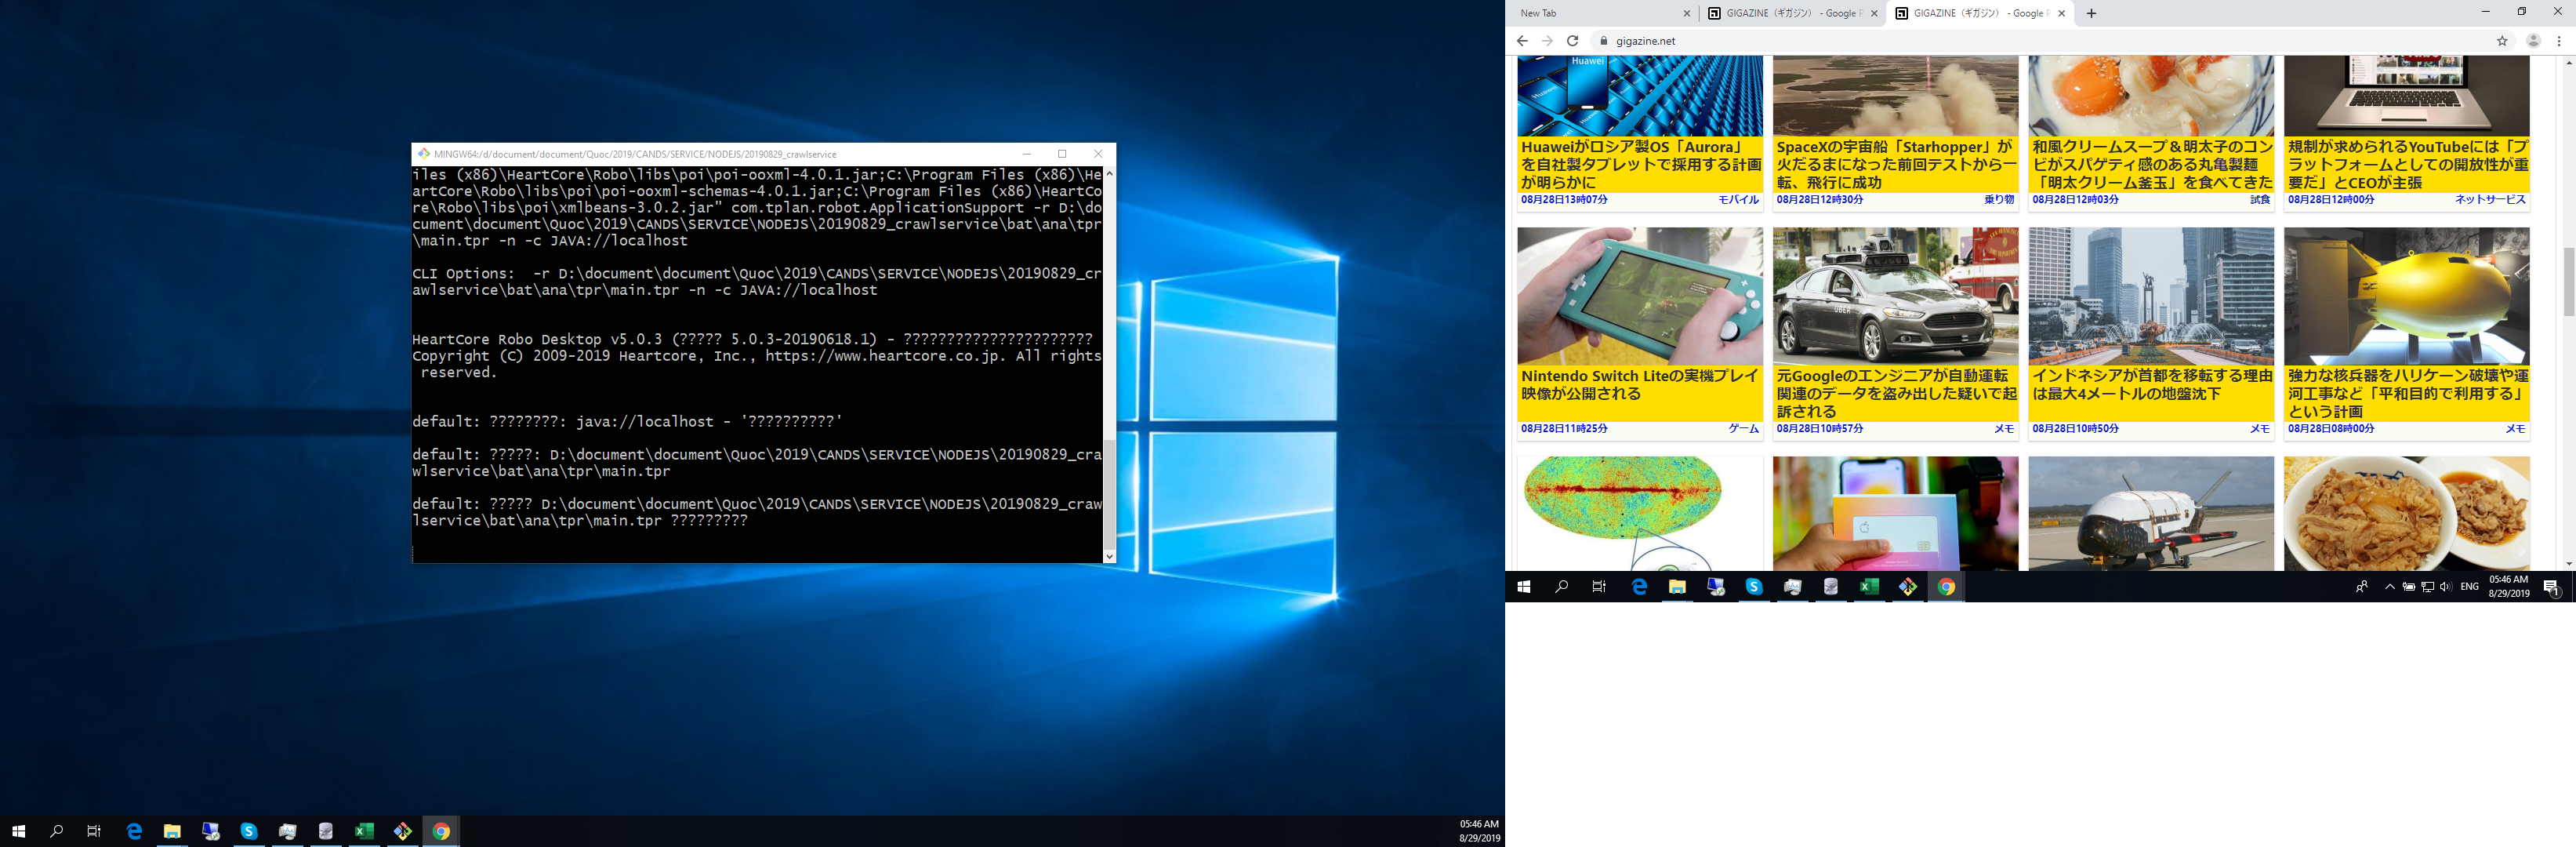 MINGW64:/d/document/document/Quoc/2019/CANDS/SERVICE/NODEJS/20190829_crawlservice
iles (x86)\HeartCore\Robo\libs\poi\poi-ooxml-4.0.1.jar;C:\Program Files (x86)\He
artCore\Robo\libs\poi\poi-ooxml-schemas-4.0.1.jar;C:\Program Files (x86)\HeartCo
re\Robo\libs\poi\xmlbeans-3.0.2.jar" com.tplan.robot.ApplicationSupport -r D:\do
cument\document\Quoc\2019\CANDS\SERVICE\NODEJS\20190829_crawlservice\bat\ana\tpr
\main.tpr -n -c JAVA://localhost
CLI Options:  -r D:\document\document\Quoc\2019\CANDS\SERVICE\NODEJS\20190829_cr
awlservice\bat\ana\tpr\main.tpr -n -c JAVA://localhost
HeartCore Robo Desktop v5.0.3 (????? 5.0.3-20190618.1) - ??????????????????????
Copyright (C) 2009-2019 Heartcore, Inc., https://www.heartcore.co.jp. All rights
 reserved.
default: ????????: java://localhost - '??????????'
default: ?????: D:\document\document\Quoc\2019\CANDS\SERVICE\NODEJS\20190829_cra
wlservice\bat\ana\tpr\main.tpr
default: ????? D:\document\document\Quoc\2019\CANDS\SERVICE\NODEJS\20190829_craw
lservice\bat\ana\tpr\main.tpr ?????????
05:46 AM
8/29/2019
New Tab
GIGAZINE（ギガジン） - Google P
GIGAZINE（ギガジン） - Google P
gigazine.net
Huawei
Huaweiがロシア製OS「Aurora」
を自社製タブレットで採用する計画
が明らかに
08月28日13時07分 モバイル
SpaceXの宇宙船「Starhopper」が
火だるまになった前回テストから一
転、飛行に成功
08月28日12時30分 乗り物
和風クリームスープ＆明太子のコン
ビがスパゲティ感のある丸亀製麺
「明太クリーム釜玉」を食べてきた
08月28日12時03分 試食
規制が求められるYouTubeには「プ
ラットフォームとしての開放性が重
要だ」とCEOが主張
08月28日12時00分 ネットサービス
Nintendo Switch Liteの実機プレイ
映像が公開される
08月28日11時25分 ゲーム
UBER
元Googleのエンジニアが自動運転
関連のデータを盗み出した疑いで起
訴される
08月28日10時57分 メモ
インドネシアが首都を移転する理由
は最大4メートルの地盤沈下
08月28日10時50分 メモ
強力な核兵器をハリケーン破壊や運
河工事など「平和目的で利用する」
という計画
08月28日08時00分 メモ
ENG
05:46 AM
8/29/2019
1